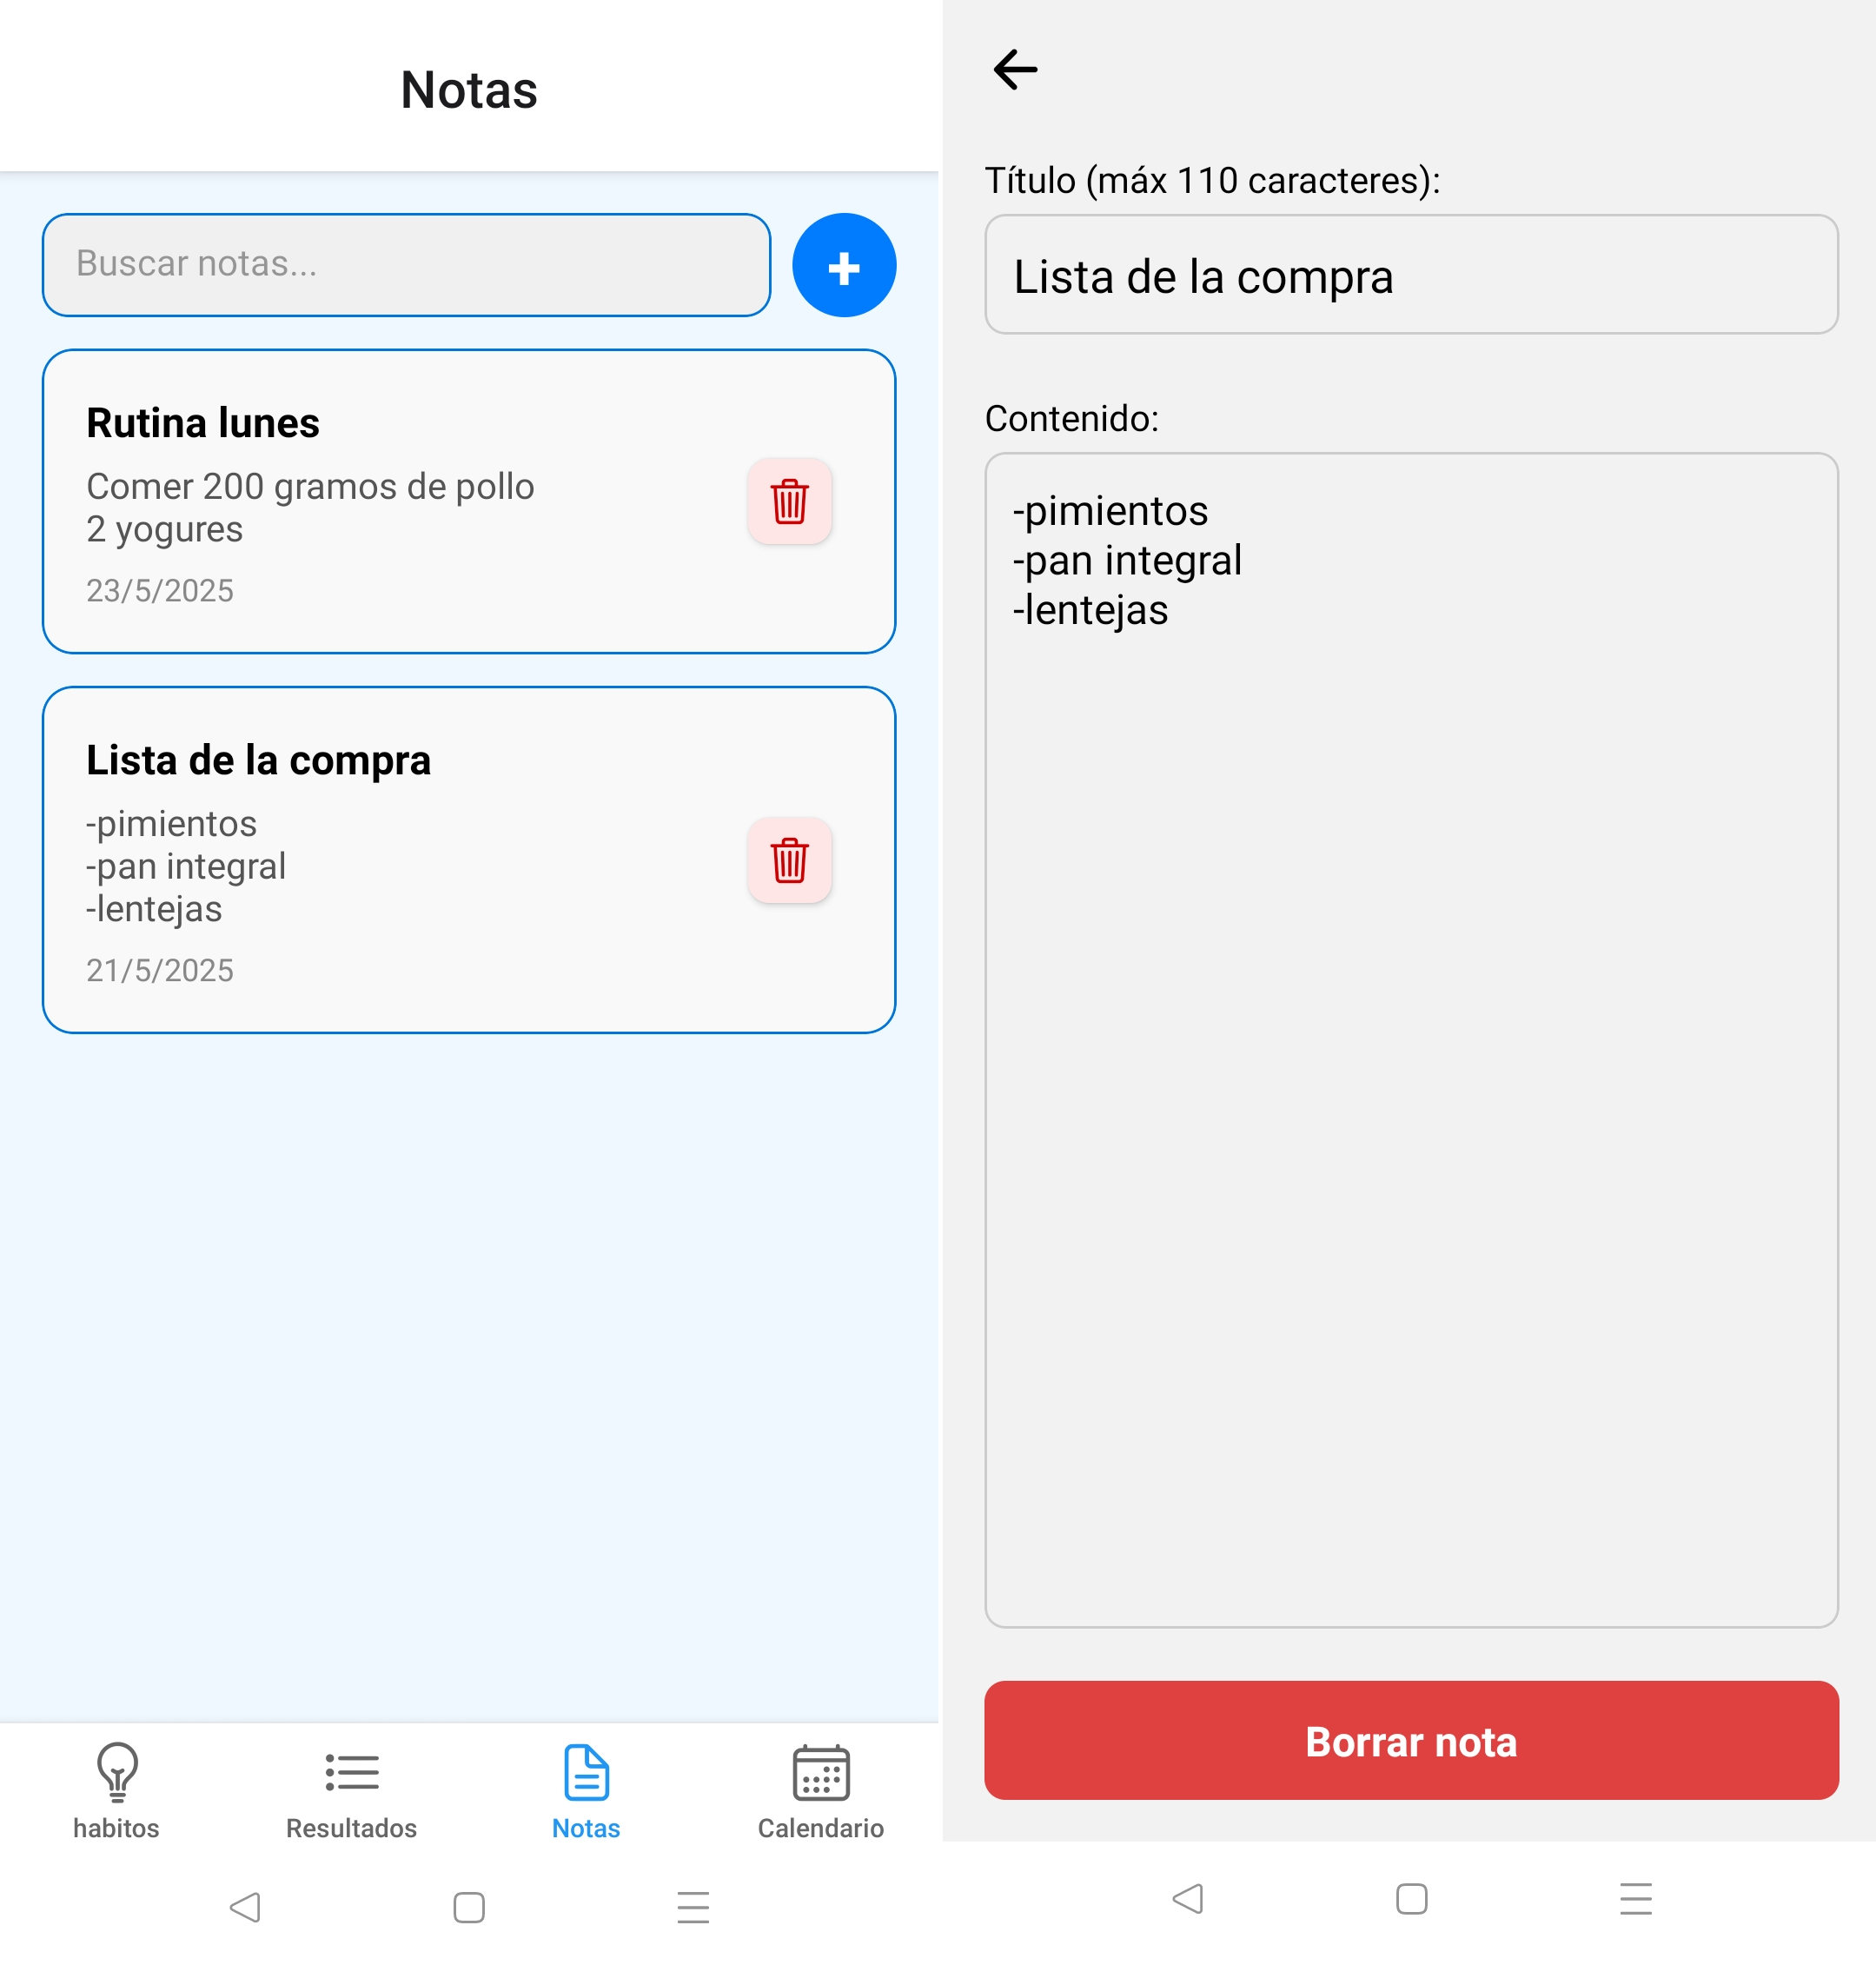 Notas
Buscar notas...
+
Rutina lunes
Comer 200 gramos de pollo
2 yogures
23/5/2025
Lista de la compra
-pimientos
-pan integral
-lentejas
21/5/2025
habitos
Resultados
Notas
Calendario
Título (máx 110 caracteres):
Lista de la compra
Contenido:
-pimientos
-pan integral
-lentejas
Borrar nota